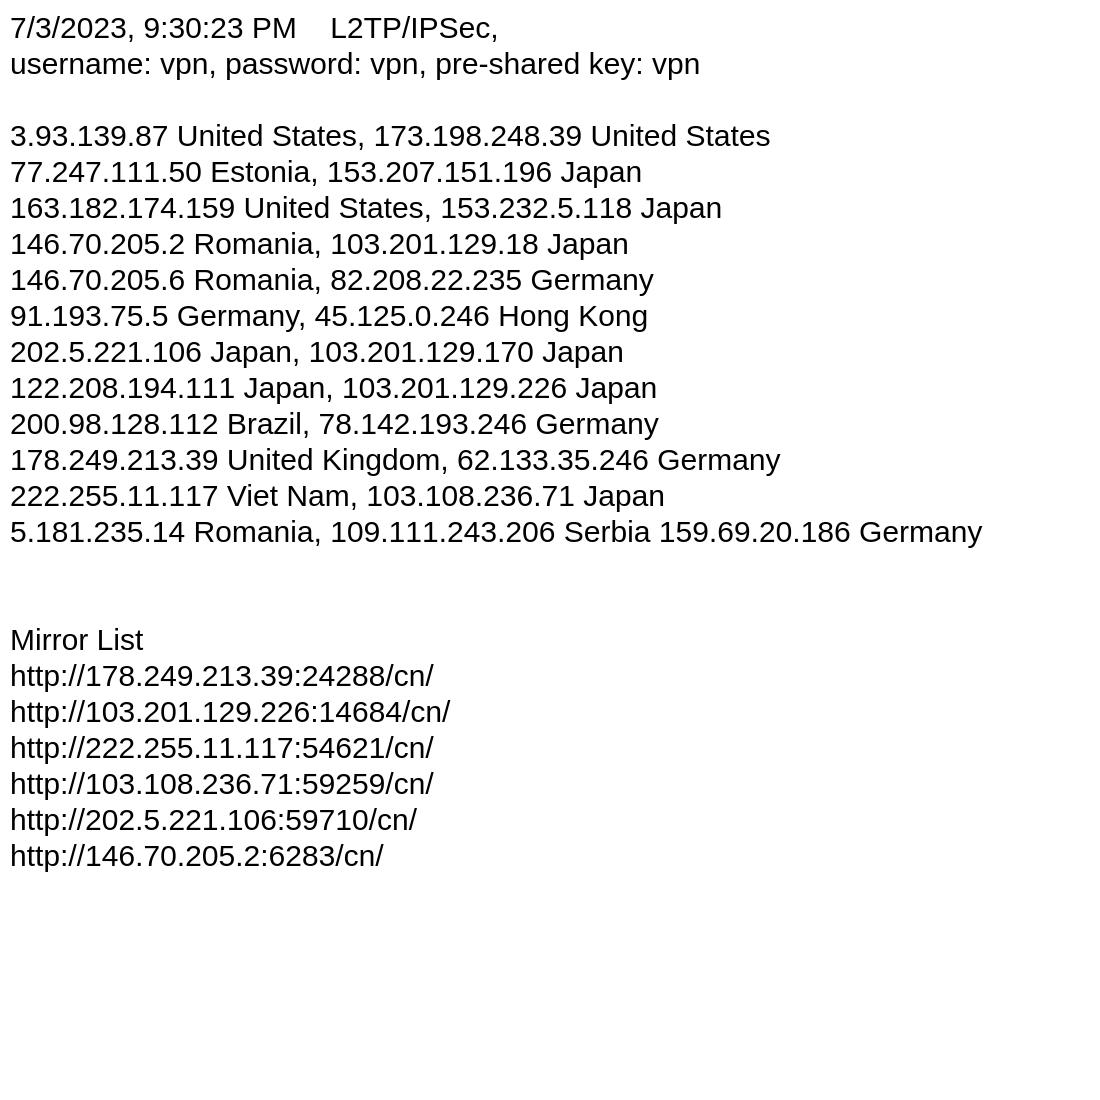 7/3/2023, 9:30:23 PM    L2TP/IPSec,
username: vpn, password: vpn, pre-shared key: vpn
3.93.139.87 United States, 173.198.248.39 United States
77.247.111.50 Estonia, 153.207.151.196 Japan
163.182.174.159 United States, 153.232.5.118 Japan
146.70.205.2 Romania, 103.201.129.18 Japan
146.70.205.6 Romania, 82.208.22.235 Germany
91.193.75.5 Germany, 45.125.0.246 Hong Kong
202.5.221.106 Japan, 103.201.129.170 Japan
122.208.194.111 Japan, 103.201.129.226 Japan
200.98.128.112 Brazil, 78.142.193.246 Germany
178.249.213.39 United Kingdom, 62.133.35.246 Germany
222.255.11.117 Viet Nam, 103.108.236.71 Japan
5.181.235.14 Romania, 109.111.243.206 Serbia 159.69.20.186 Germany
Mirror List
http://178.249.213.39:24288/cn/
http://103.201.129.226:14684/cn/
http://222.255.11.117:54621/cn/
http://103.108.236.71:59259/cn/
http://202.5.221.106:59710/cn/
http://146.70.205.2:6283/cn/